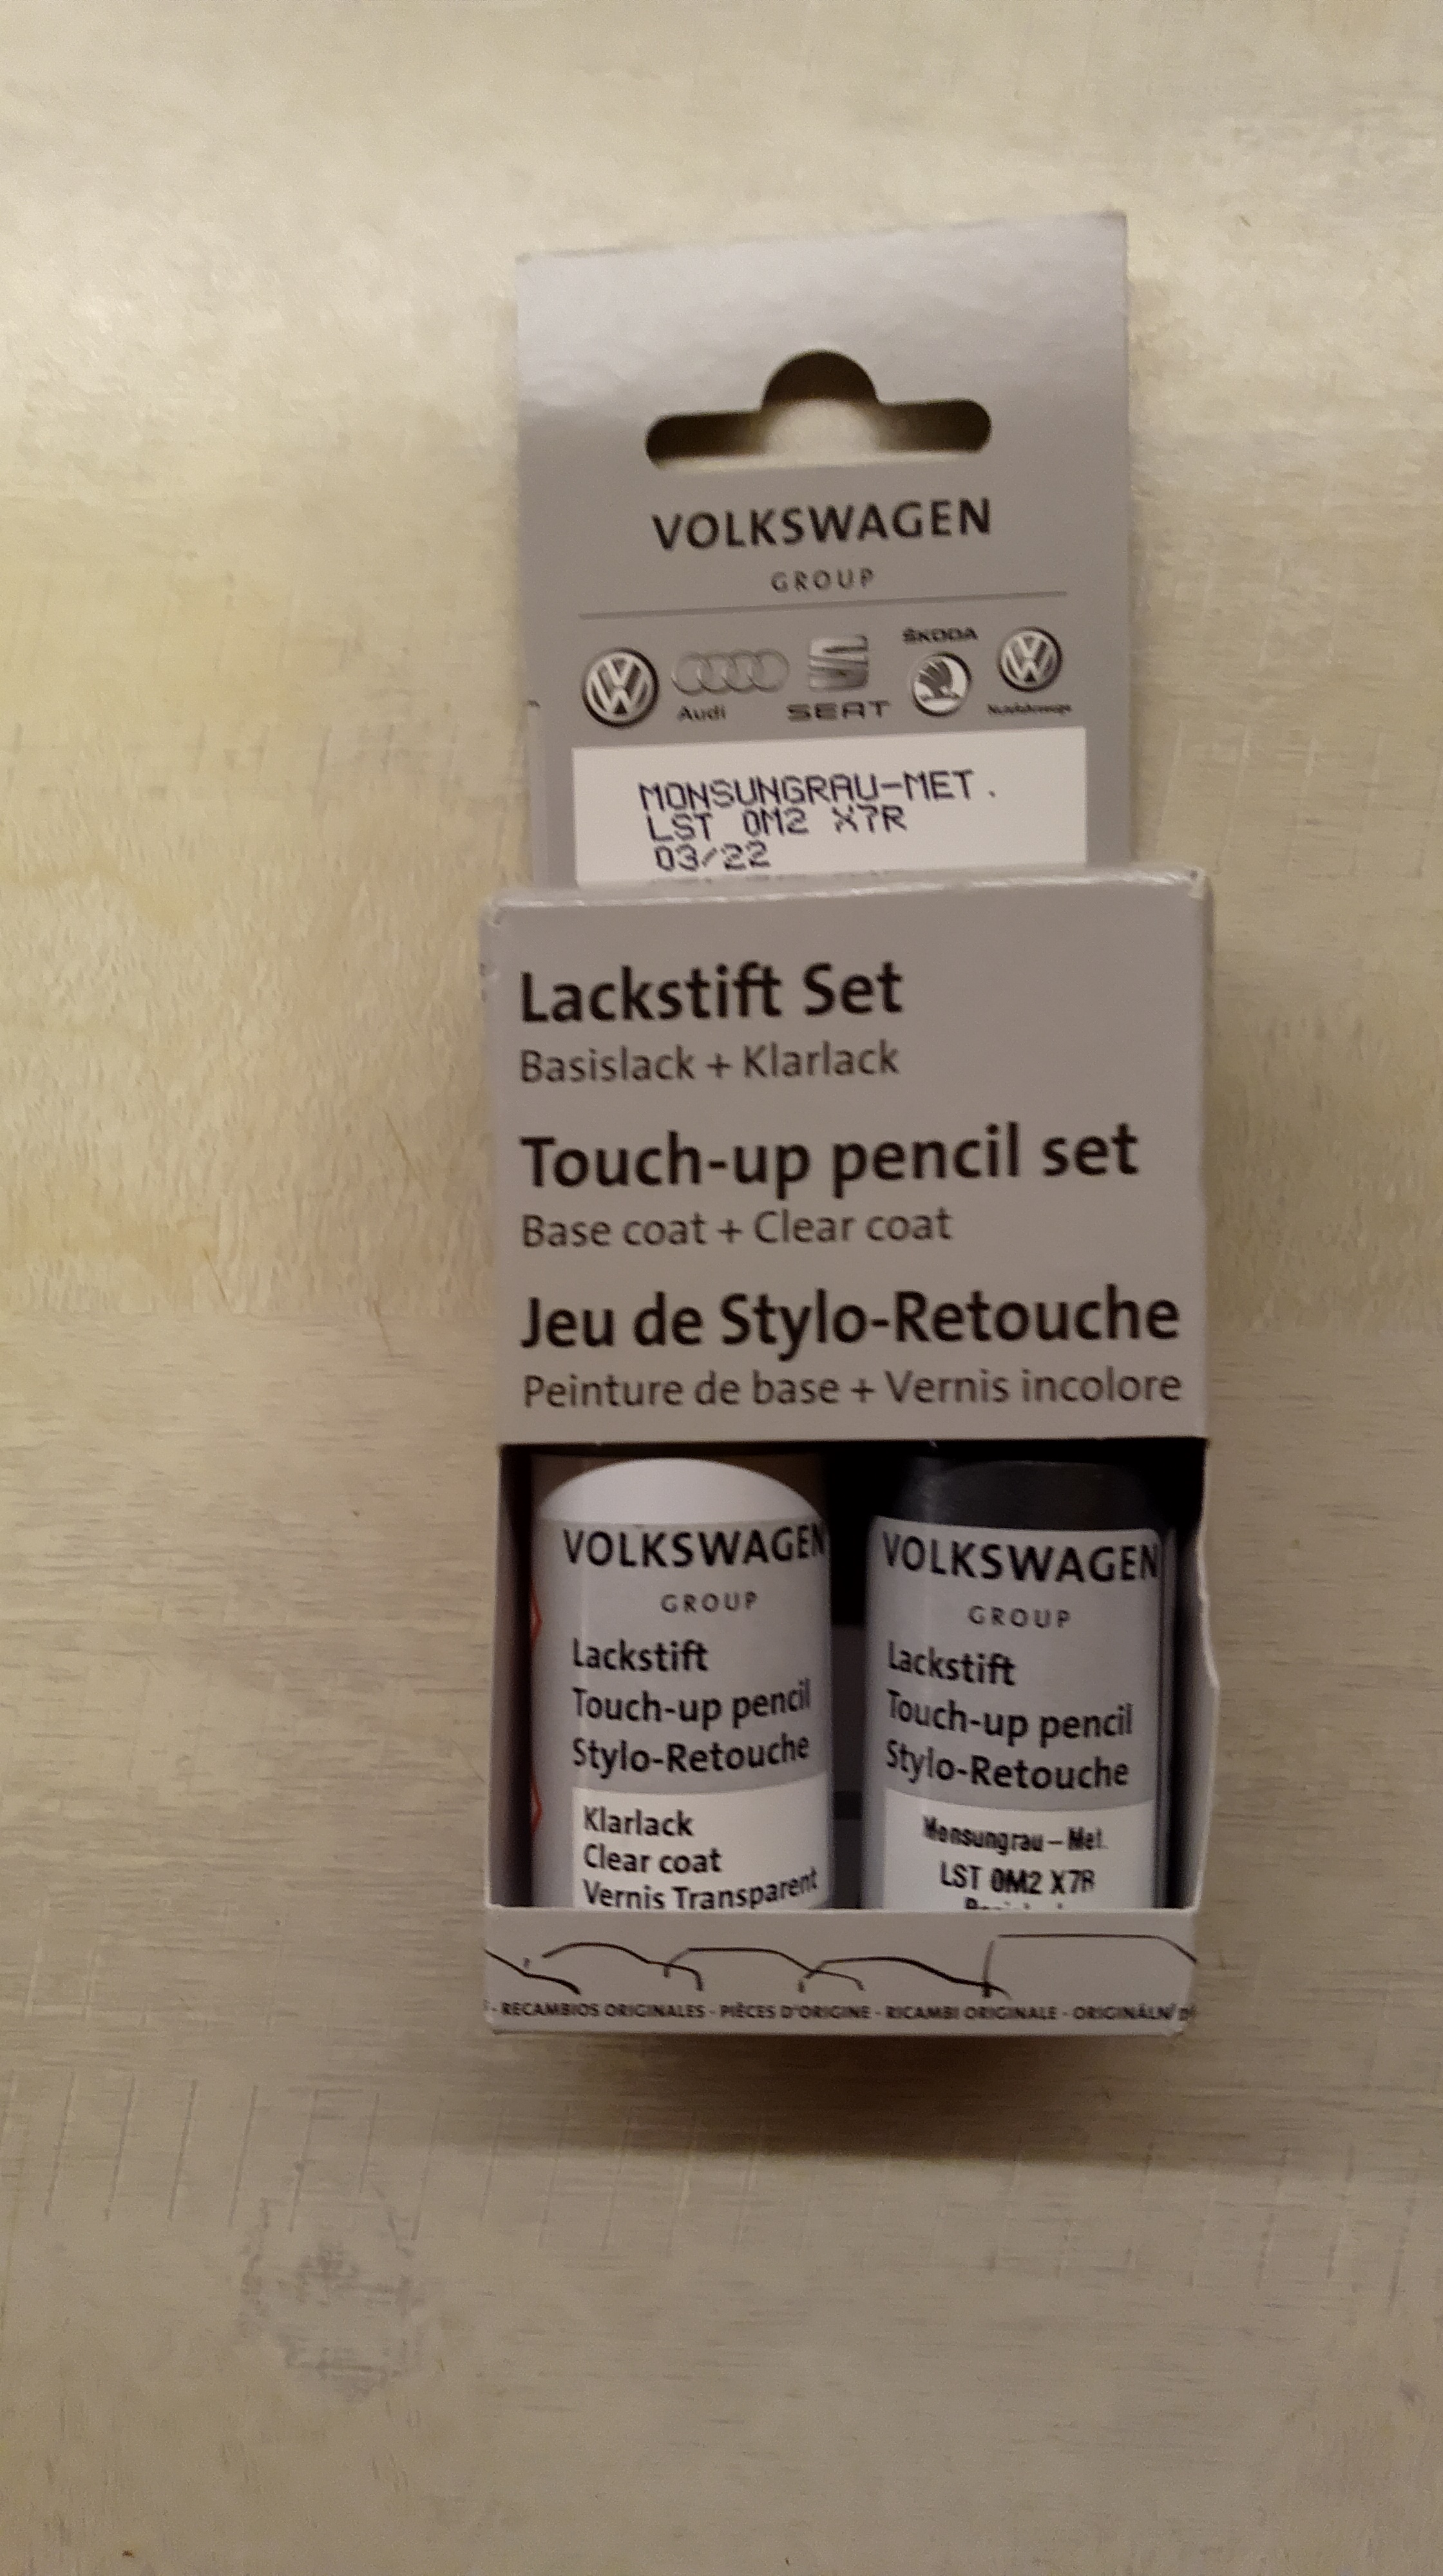 VOLKSWAGEN
GROUP
Audi
SEAT
ŠKODA
Nutzfahrzeuge
MONSUNGRAU-MET.
LST 0M2 X7R
03/22
Lackstift Set
Basislack + Klarlack
Touch-up pencil set
Base coat + Clear coat
Jeu de Stylo-Retouche
Peinture de base + Vernis incolore
VOLKSWAGEN
GROUP
Lackstift
Touch-up pencil
Stylo-Retouche
Klarlack
Clear coat
Vernis Transparent
VOLKSWAGEN
GROUP
Lackstift
Touch-up pencil
Stylo-Retouche
Monsungrau-Met.
LST 0M2 X7R
- RECAMBIOS ORIGINALES - PIÈCES D'ORIGINE - RICAMBI ORIGINALE - ORIGINÁLNÍ